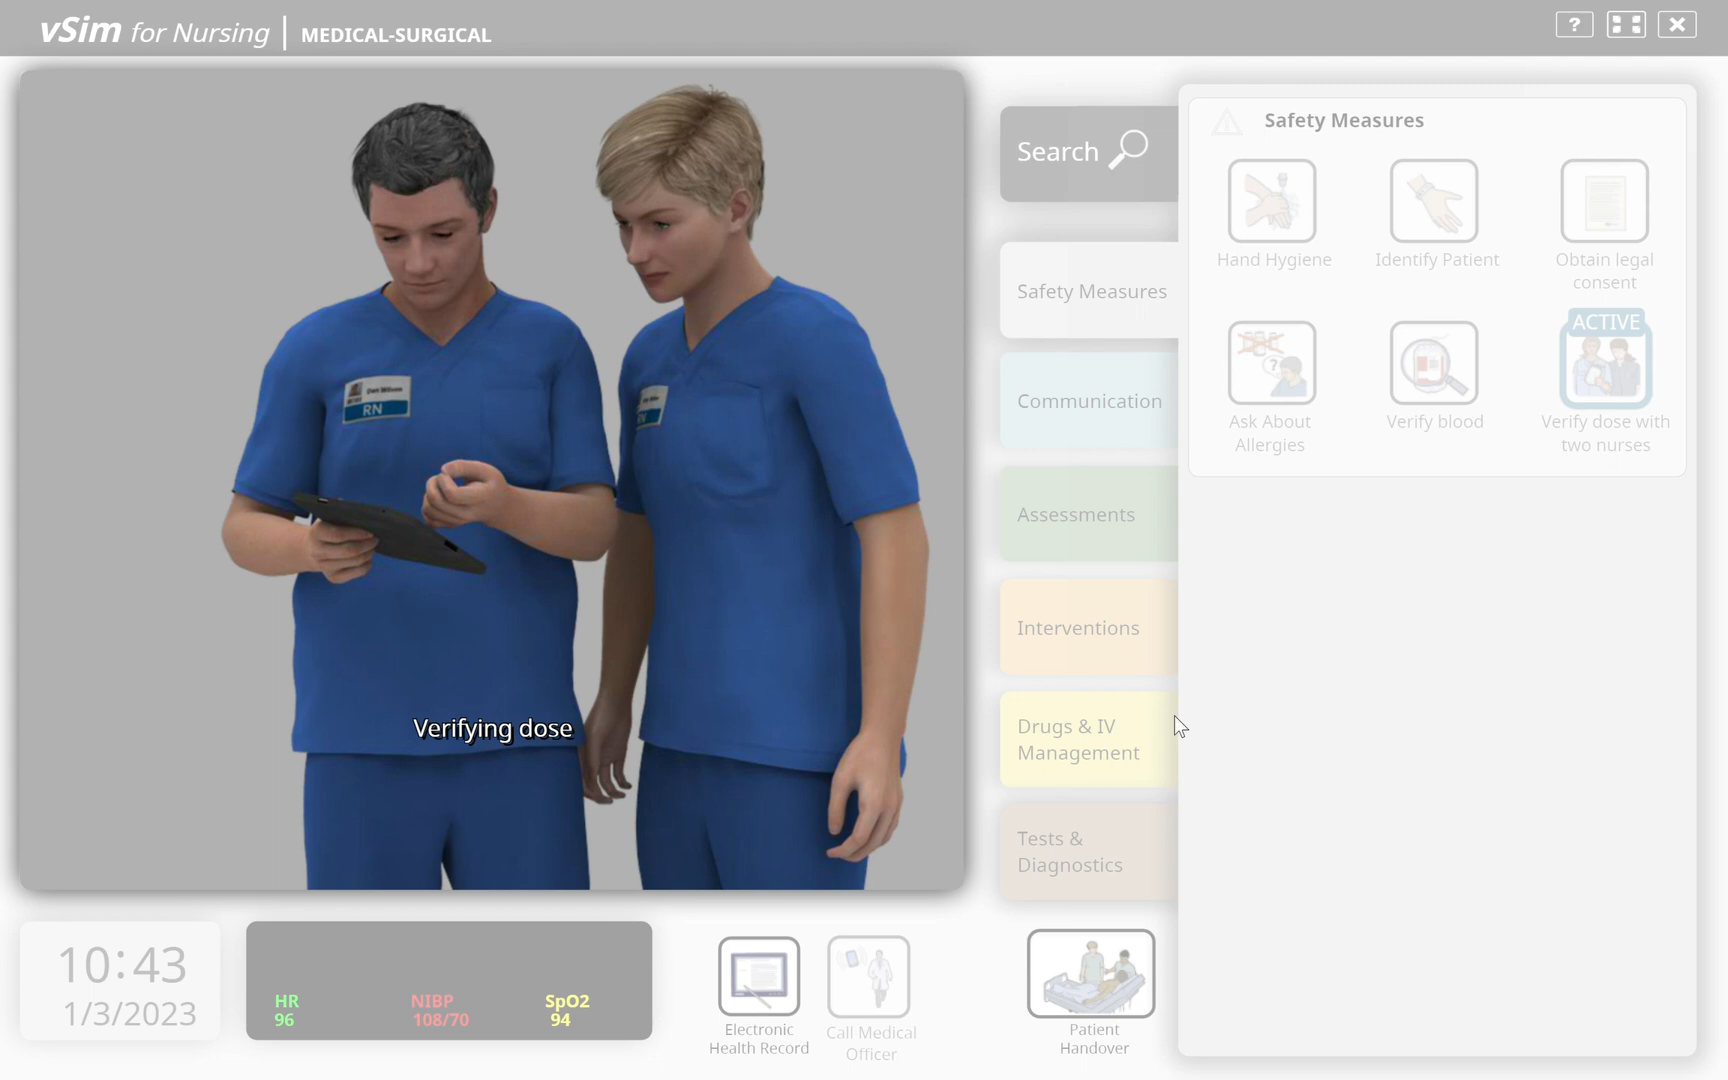 vSim for Nursing | MEDICAL-SURGICAL
?
Search
Safety Measures
Communication
Assessments
Interventions
Drugs & IV
Management
Tests &
Diagnostics
Safety Measures
Hand Hygiene
Identify Patient
Obtain legal
consent
Ask About
Allergies
Verify blood
ACTIVE
Verify dose with
two nurses
RN
RN
Verifying dose
10:43
1/3/2023
HR
96
NIBP
108/70
SpO2
94
Electronic
Health Record
Call Medical
Officer
Patient
Handover